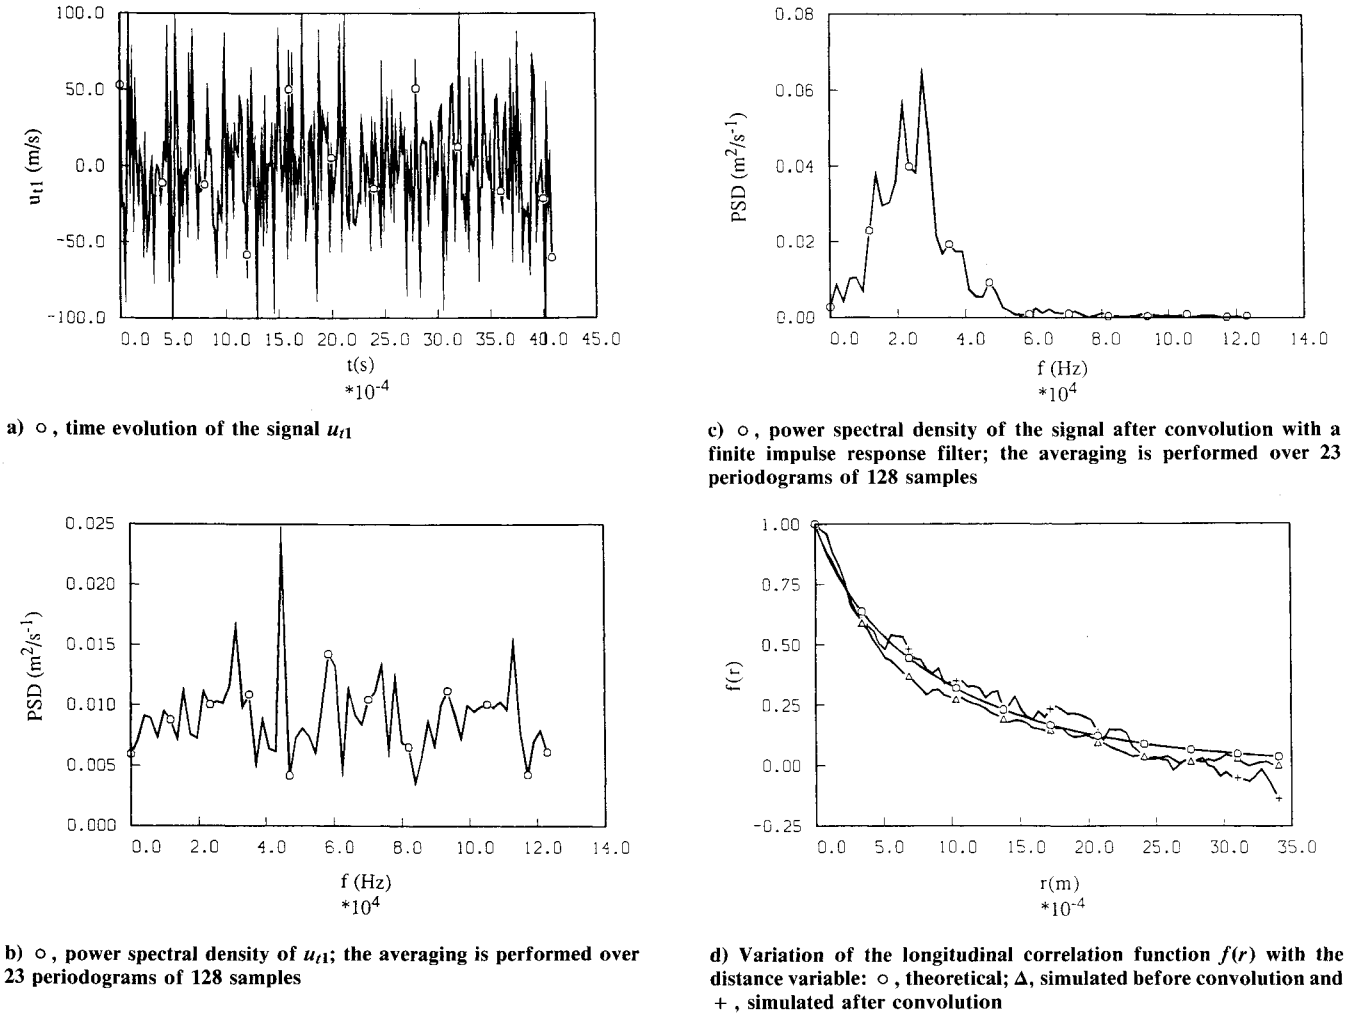 100.0
50.0
0.0
-50.0
-100.0
u_t1 (m/s)
0.0 5.0 10.0 15.0 20.0 25.0 30.0 35.0 40.0 45.0
t(s)
*10^-4
a) ○, time evolution of the signal u_t1
0.08
0.06
0.04
0.02
0.00
PSD (m²/s⁻¹)
0.0 2.0 4.0 6.0 8.0 10.0 12.0 14.0
f (Hz)
*10^4
c) ○, power spectral density of the signal after convolution with a
finite impulse response filter; the averaging is performed over 23
periodograms of 128 samples
0.025
0.020
0.015
0.010
0.005
0.000
PSD (m²/s⁻¹)
0.0 2.0 4.0 6.0 8.0 10.0 12.0 14.0
f (Hz)
*10^4
b) ○, power spectral density of u_t1; the averaging is performed over
23 periodograms of 128 samples
1.00
0.75
0.50
0.25
0.00
-0.25
f(r)
0.0 5.0 10.0 15.0 20.0 25.0 30.0 35.0
r(m)
*10^-4
d) Variation of the longitudinal correlation function f(r) with the
distance variable: ○, theoretical; Δ, simulated before convolution and
+, simulated after convolution